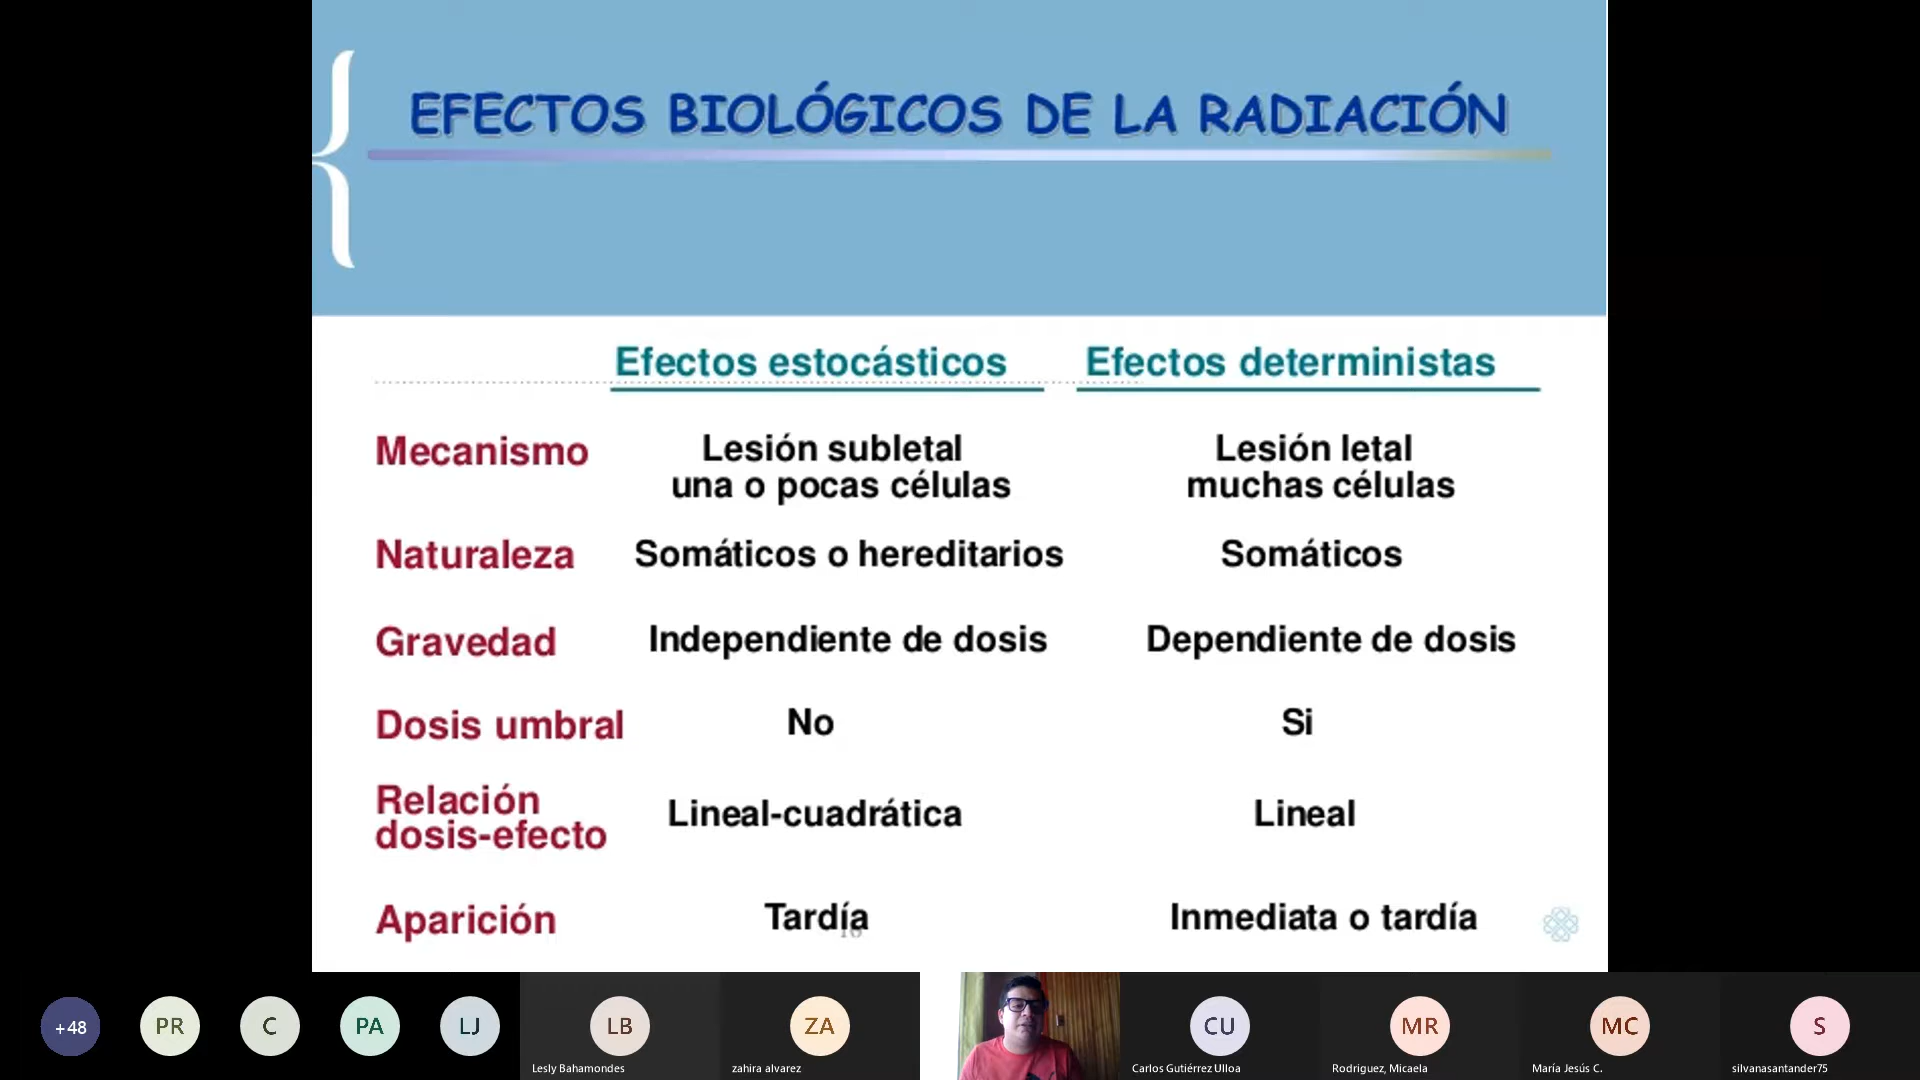 EFECTOS BIOLÓGICOS DE LA RADIACIÓN
Efectos estocásticos Efectos deterministas
Mecanismo Lesión subletal Lesión letal
una o pocas células muchas células
Naturaleza Somáticos o hereditarios Somáticos
Gravedad Independiente de dosis Dependiente de dosis
Dosis umbral No Si
Relación
dosis-efecto Lineal-cuadrática Lineal
Aparición Tardía Inmediata o tardía
+48 PR C PA LJ LB ZA CU MR MC S
Lesly Bahamondes zahira alvarez Carlos Gutiérrez Ulloa Rodriguez, Micaela María Jesús C. silvanasantander75